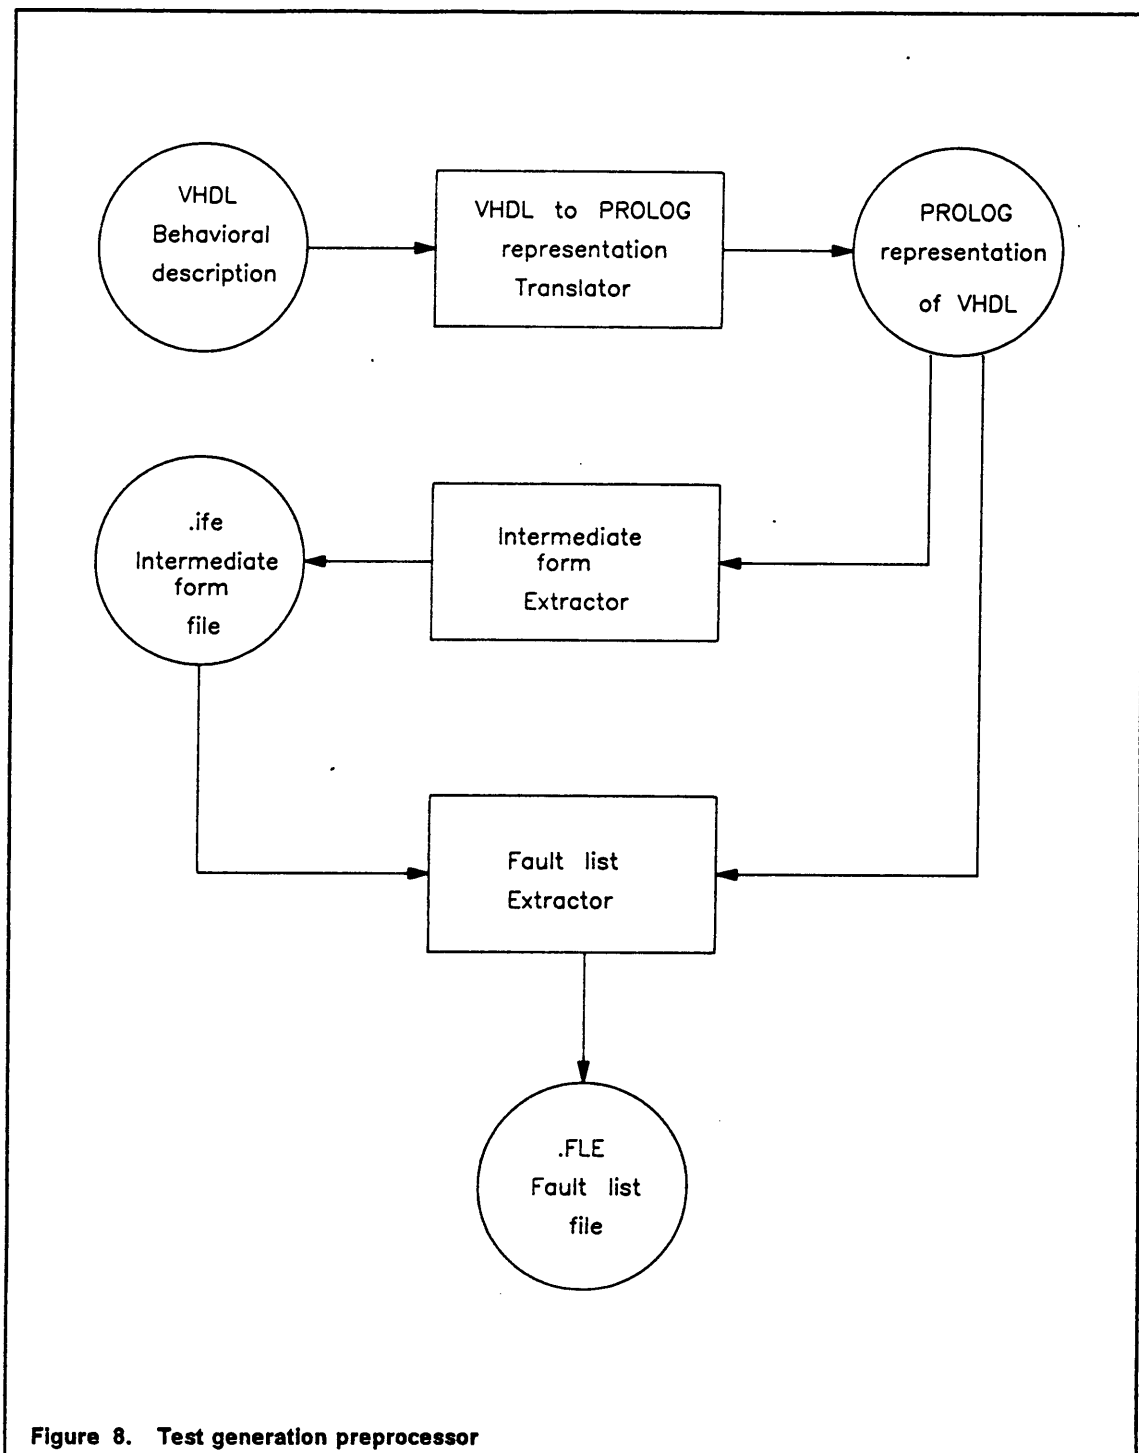 VHDL
Behavioral
description
VHDL to PROLOG
representation
Translator
PROLOG
representation
of VHDL
.ife
Intermediate
form
file
Intermediate
form
Extractor
Fault list
Extractor
.FLE
Fault list
file
Figure 8. Test generation preprocessor